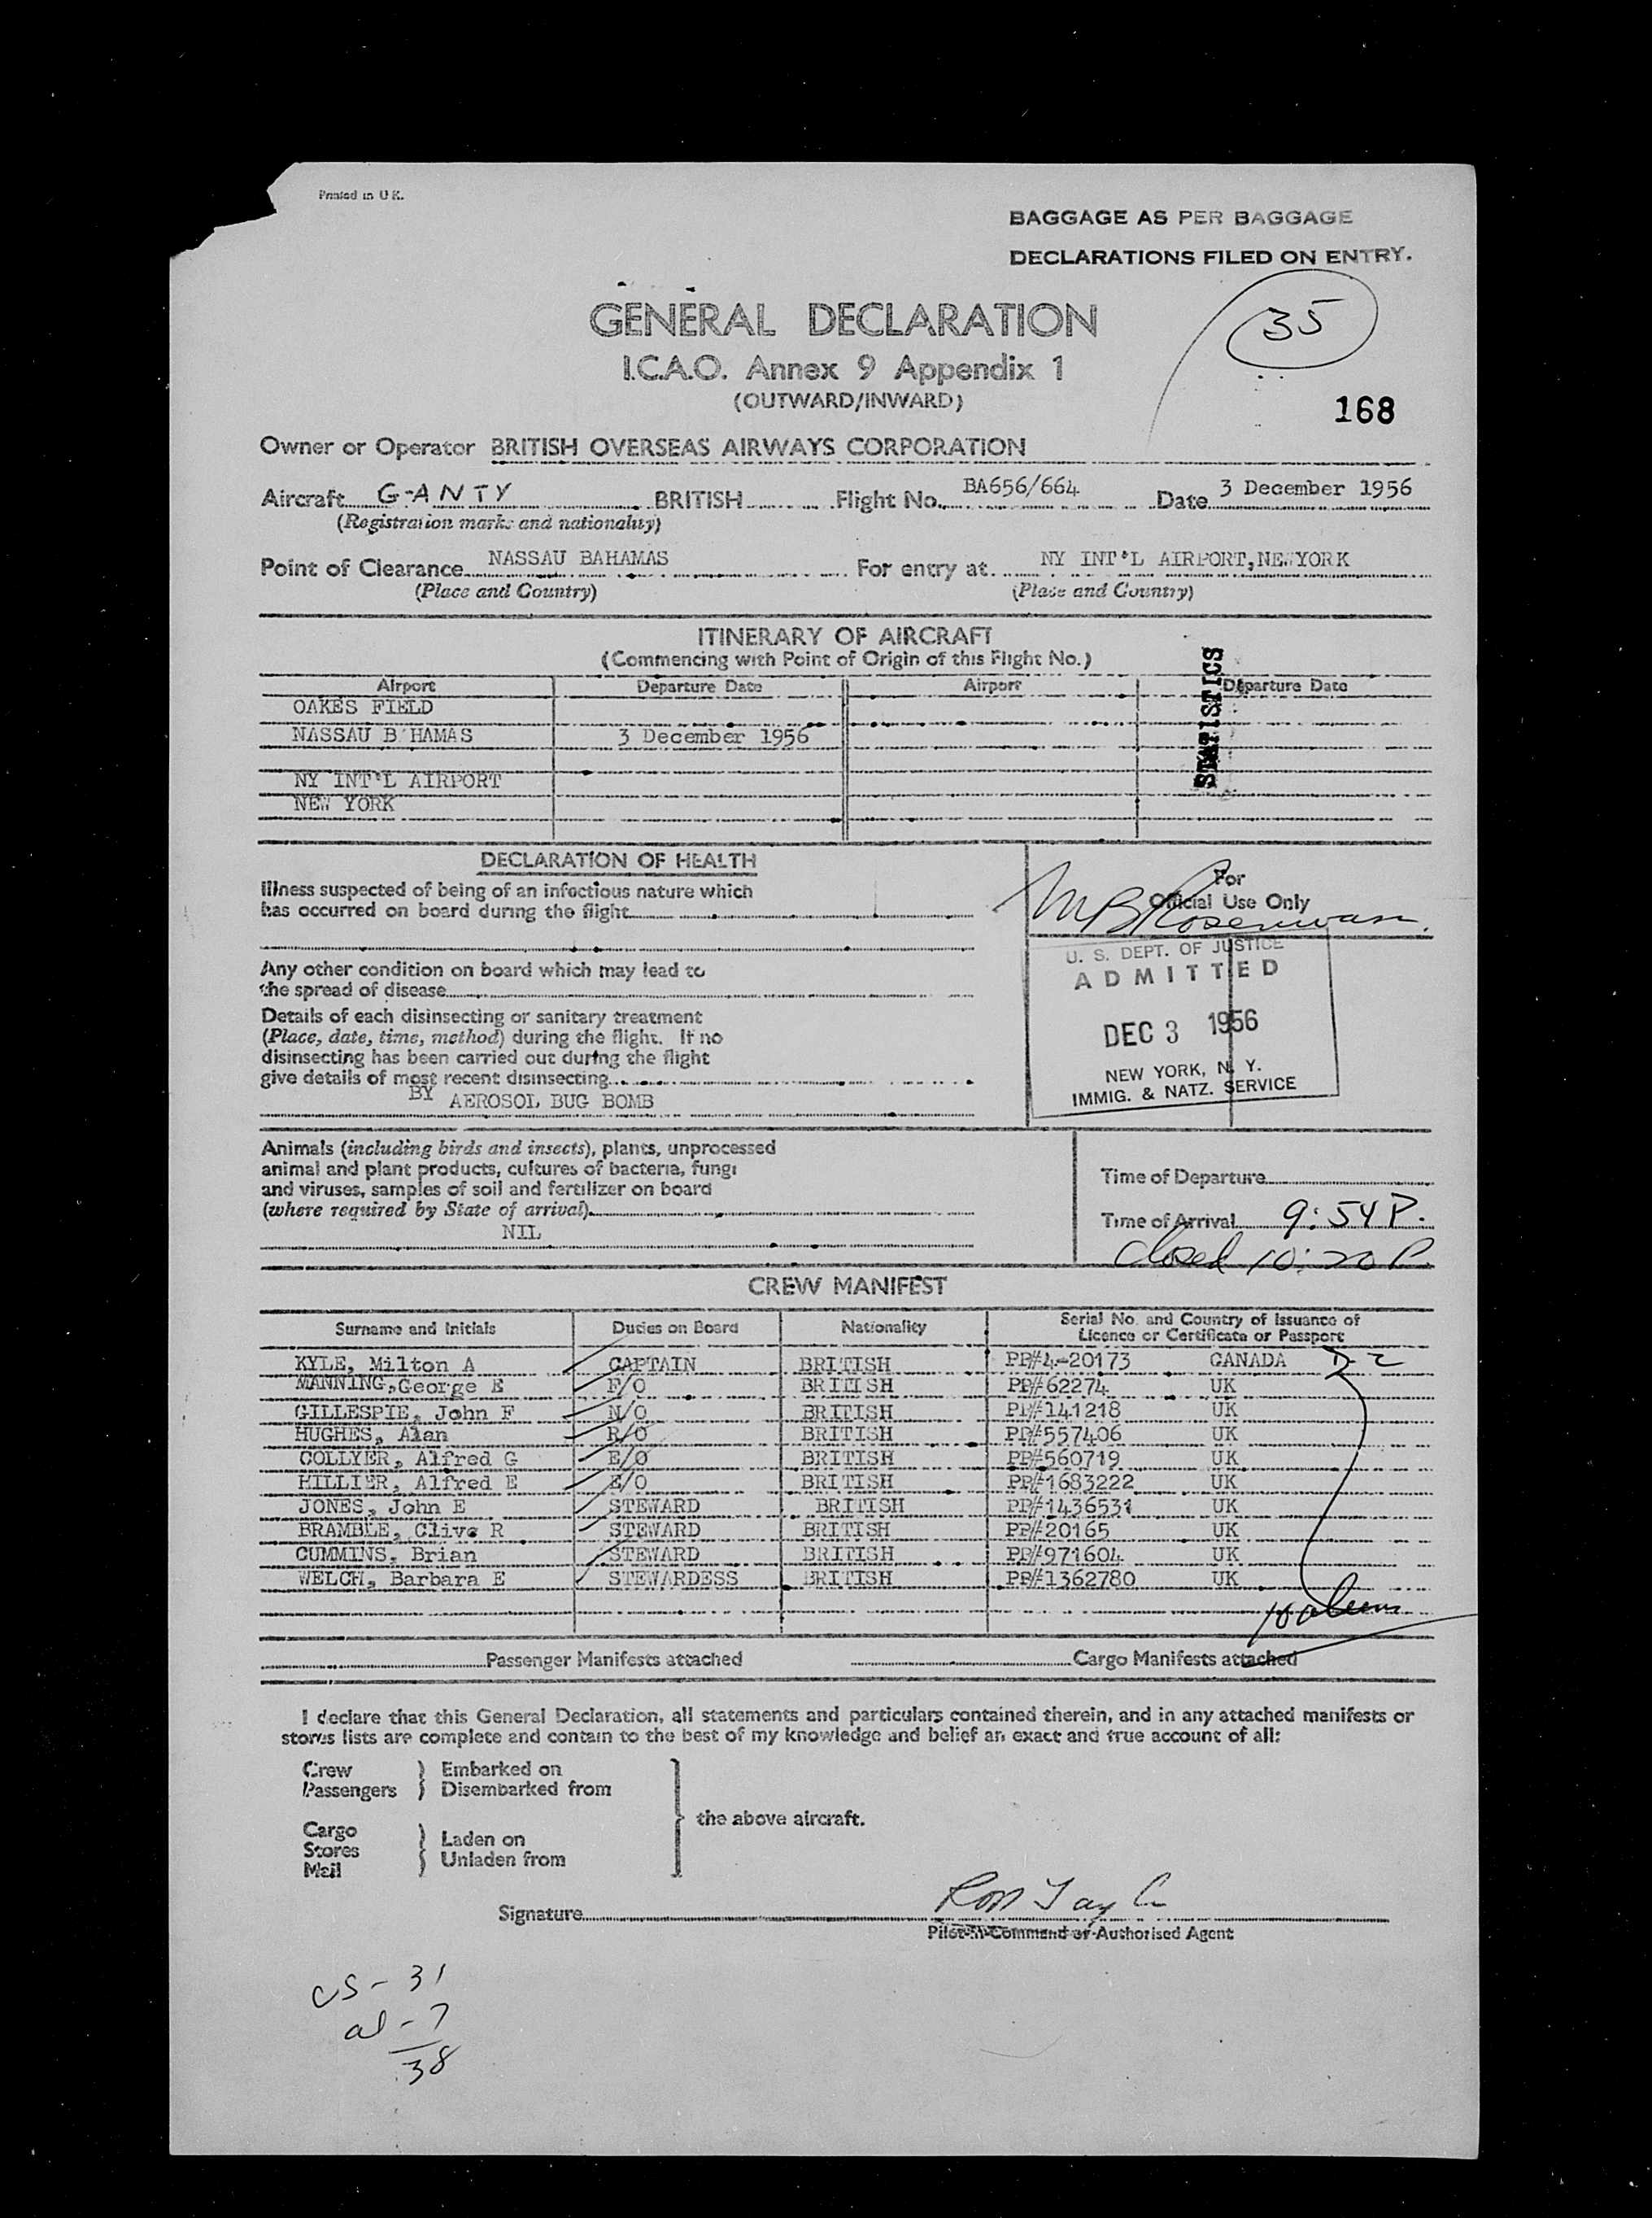 Printed in U.K.
BAGGAGE AS PER BAGGAGE
DECLARATIONS FILED ON ENTRY.
35
GENERAL DECLARATION
I.C.A.O. Annex 9 Appendix 1
(OUTWARD/INWARD)
168
Owner or Operator BRITISH OVERSEAS AIRWAYS CORPORATION
Aircraft G-ANTY BRITISH Flight No. BA656/664 Date 3 December 1956
(Registration marks and nationality)
Point of Clearance NASSAU BAHAMAS For entry at NY INT'L AIRPORT,NEWYORK
(Place and Country) (Place and Country)
ITINERARY OF AIRCRAFT
(Commencing with Point of Origin of this Flight No.)
Airport Departure Date Airport Departure Date
STATISTICS
OAKES FIELD
NASSAU B HAMAS 3 December 1956
NY INT'L AIRPORT
NEW YORK
DECLARATION OF HEALTH
Illness suspected of being of an infectious nature which
has occurred on board during the flight
Any other condition on board which may lead to
the spread of disease
Details of each disinsecting or sanitary treatment
(Place, date, time, method) during the flight. If no
disinsecting has been carried out during the flight
give details of most recent disinsecting
BY AEROSOL BUG BOMB
For
Official Use Only
U. S. DEPT. OF JUSTICE
ADMITTED
DEC 3 1956
NEW YORK, N. Y.
IMMIG. & NATZ. SERVICE
Animals (including birds and insects), plants, unprocessed
animal and plant products, cultures of bacteria, fungi
and viruses, samples of soil and fertilizer on board
(where required by State of arrival)
NIL
Time of Departure
Time of Arrival 9:54 P.
Closed 10:20 P.
CREW MANIFEST
Surname and Initials Duties on Board Nationality Serial No. and Country of Issuance of
Licence or Certificate or Passport
KYLE, Milton A CAPTAIN BRITISH PP#4-20173 CANADA D-2
MANNING,George E F/O BRITISH PP#62274 UK
GILLESPIE, John F N/O BRITISH PP#141218 UK
HUGHES, Alan R/O BRITISH PP#557406 UK
COLLYER, Alfred G E/O BRITISH PP#560719 UK
HILLIER, Alfred E E/O BRITISH PP#1683222 UK
JONES, John E STEWARD BRITISH PP#1436531 UK
BRAMBLE, Clive R STEWARD BRITISH PP#20165 UK
CUMMINS, Brian STEWARD BRITISH PP#971604 UK
WELCH, Barbara E STEWARDESS BRITISH PP#1362780 UK
10 aliens
Passenger Manifests attached Cargo Manifests attached
I declare that this General Declaration, all statements and particulars contained therein, and in any attached manifests or
stores lists are complete and contain to the best of my knowledge and belief an exact and true account of all:
Crew Embarked on
Passengers Disembarked from
the above aircraft.
Cargo
Stores Laden on
Mail Unladen from
Signature
Pilot-in-Command or Authorised Agent
CS - 31
al - 7
38